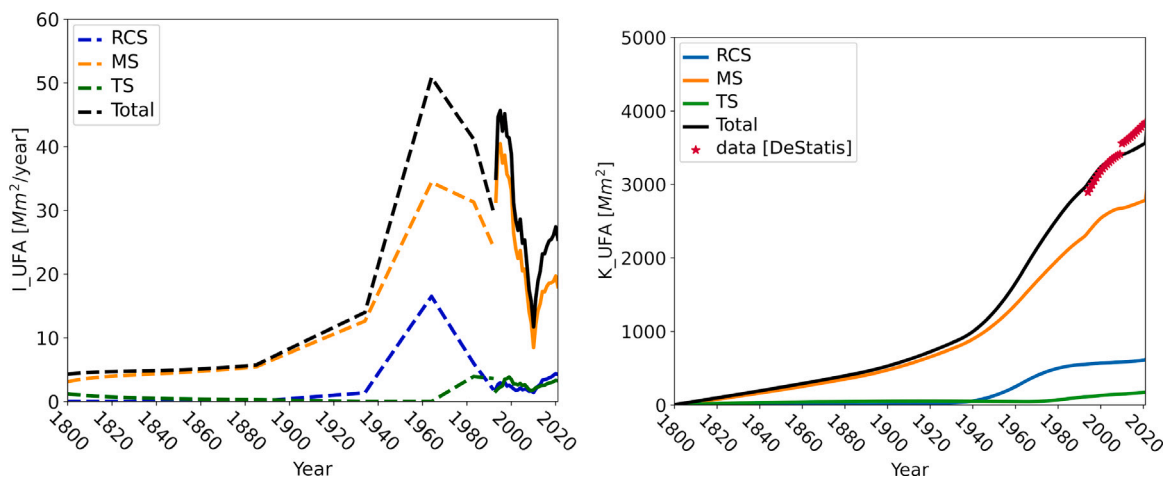 60
50
40
30
20
10
0
I_UFA [Mm²/year]
RCS
MS
TS
Total
1800
1820
1840
1860
1880
1900
1920
1940
1960
1980
2000
2020
Year
5000
4000
3000
2000
1000
0
K_UFA [Mm²]
RCS
MS
TS
Total
data [DeStatis]
1800
1820
1840
1860
1880
1900
1920
1940
1960
1980
2000
2020
Year